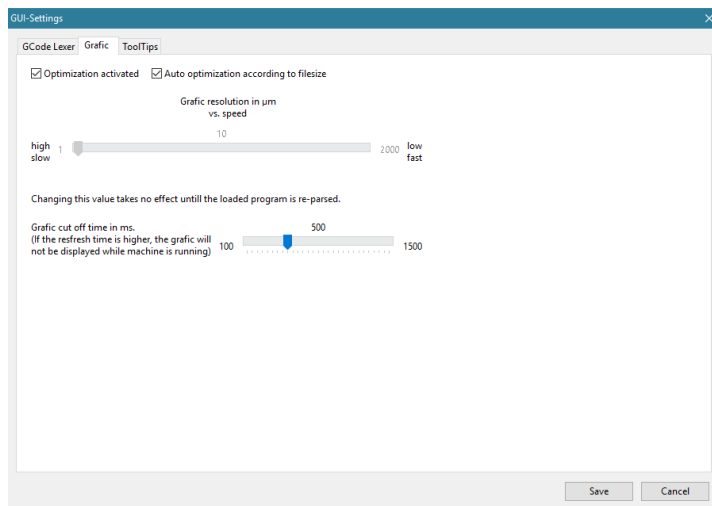 GUI-Settings
GCode Lexer Grafic ToolTips
Optimization activated Auto optimization according to filesize
Grafic resolution in µm
vs. speed
10
high 1 2000 low
slow fast
Changing this value takes no effect untill the loaded program is re-parsed.
Grafic cut off time in ms. 500
(If the resfresh time is higher, the grafic will
not be displayed while machine is running) 100 1500
Save Cancel